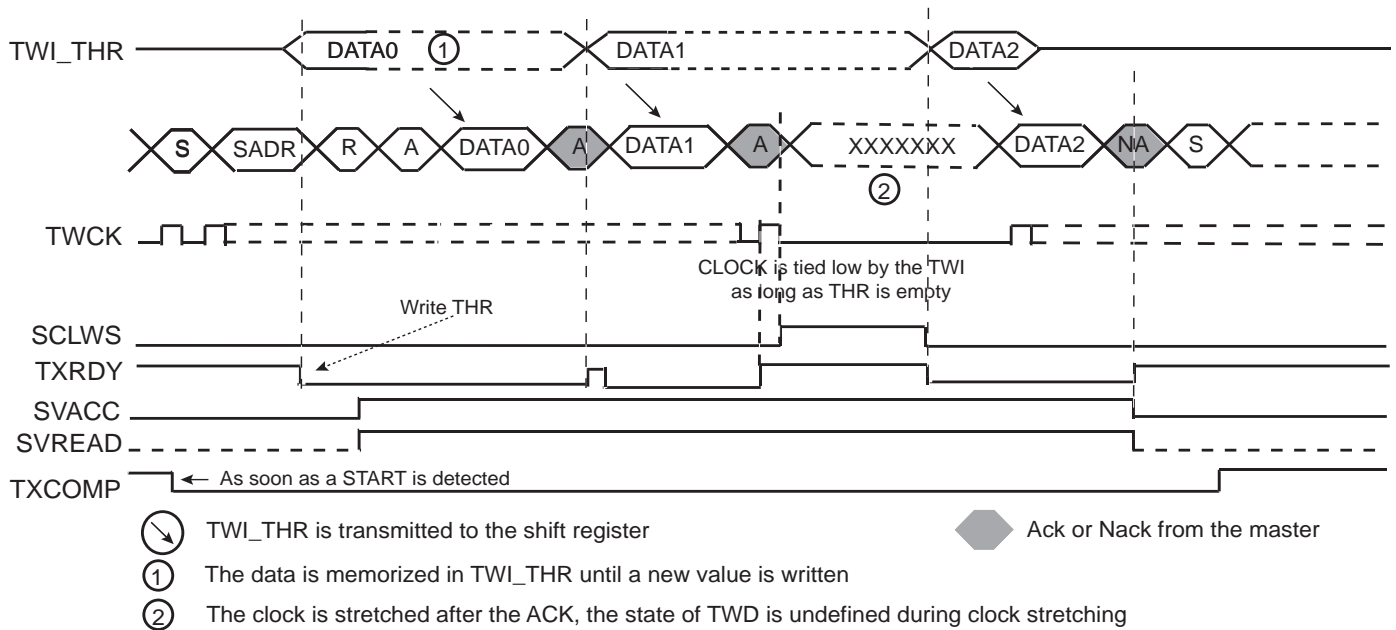 TWI_THR DATA0 1 DATA1 DATA2
S SADR R A DATA0 A DATA1 A XXXXXXX DATA2 NA S
2
TWCK
CLOCK is tied low by the TWI
as long as THR is empty
Write THR
SCLWS
TXRDY
SVACC
SVREAD
TXCOMP As soon as a START is detected
TWI_THR is transmitted to the shift register Ack or Nack from the master
1 The data is memorized in TWI_THR until a new value is written
2 The clock is stretched after the ACK, the state of TWD is undefined during clock stretching